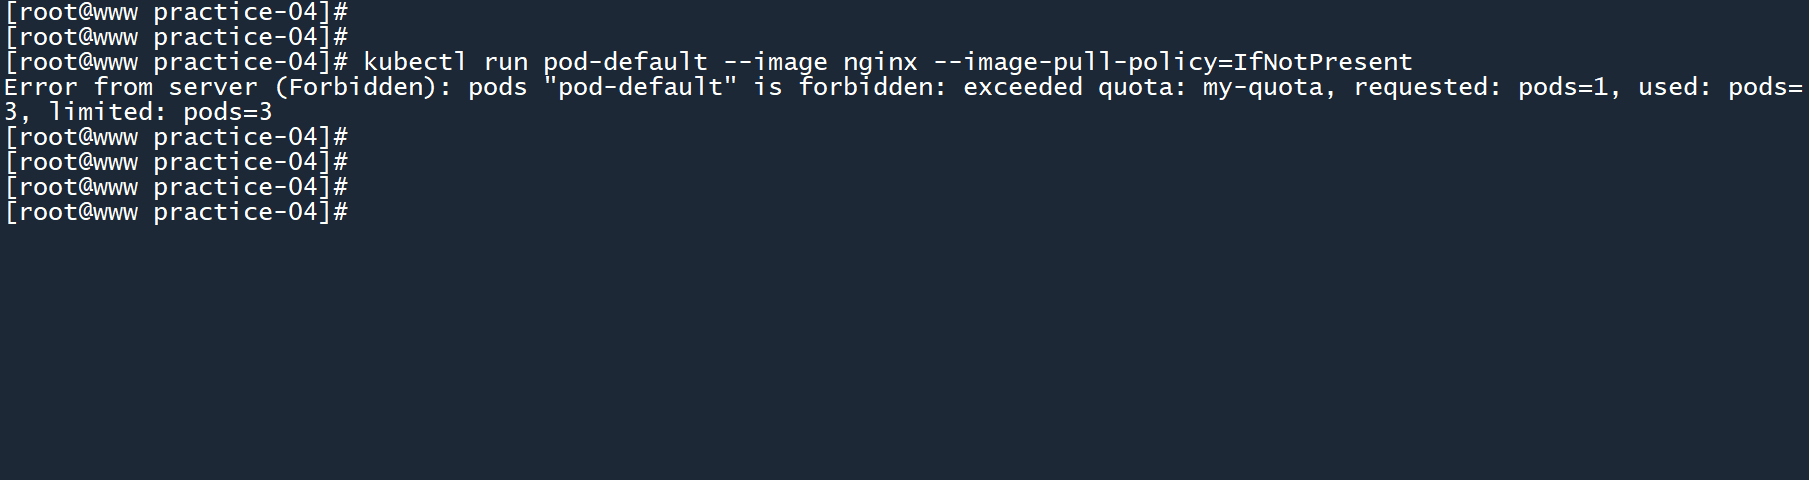 [root@www practice-04]#
[root@www practice-04]#
[root@www practice-04]# kubectl run pod-default --image nginx --image-pull-policy=IfNotPresent
Error from server (Forbidden): pods "pod-default" is forbidden: exceeded quota: my-quota, requested: pods=1, used: pods=
3, limited: pods=3
[root@www practice-04]#
[root@www practice-04]#
[root@www practice-04]#
[root@www practice-04]#